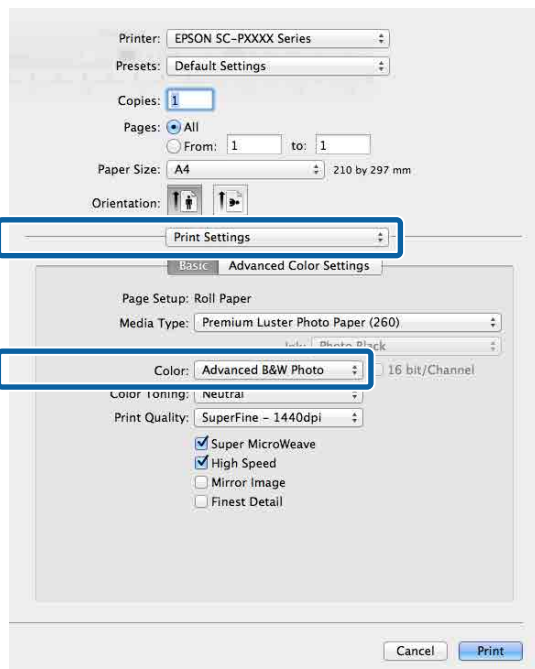 Printer: EPSON SC-PXXXX Series
Presets: Default Settings
Copies: 1
Pages: All
From: 1 to: 1
Paper Size: A4 210 by 297 mm
Orientation:
Print Settings
Basic Advanced Color Settings
Page Setup: Roll Paper
Media Type: Premium Luster Photo Paper (260)
Ink: Photo Black
Color: Advanced B&W Photo 16 bit/Channel
Color Toning: Neutral
Print Quality: SuperFine - 1440dpi
Super MicroWeave
High Speed
Mirror Image
Finest Detail
Cancel Print